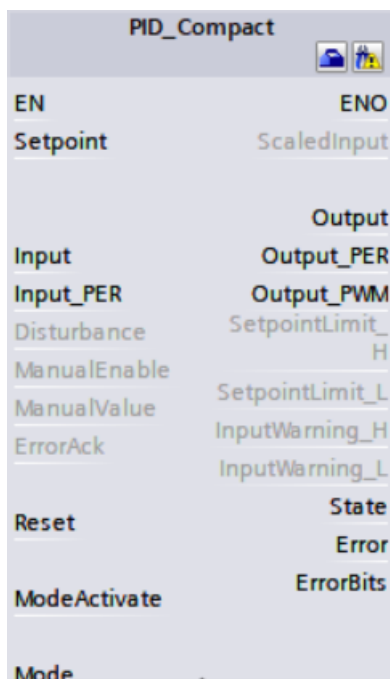 PID_Compact
EN ENO
Setpoint ScaledInput
Output
Input Output_PER
Input_PER Output_PWM
Disturbance SetpointLimit_
H
ManualEnable
ManualValue SetpointLimit_L
ErrorAck InputWarning_H
InputWarning_L
State
Reset
Error
ErrorBits
ModeActivate
Mode